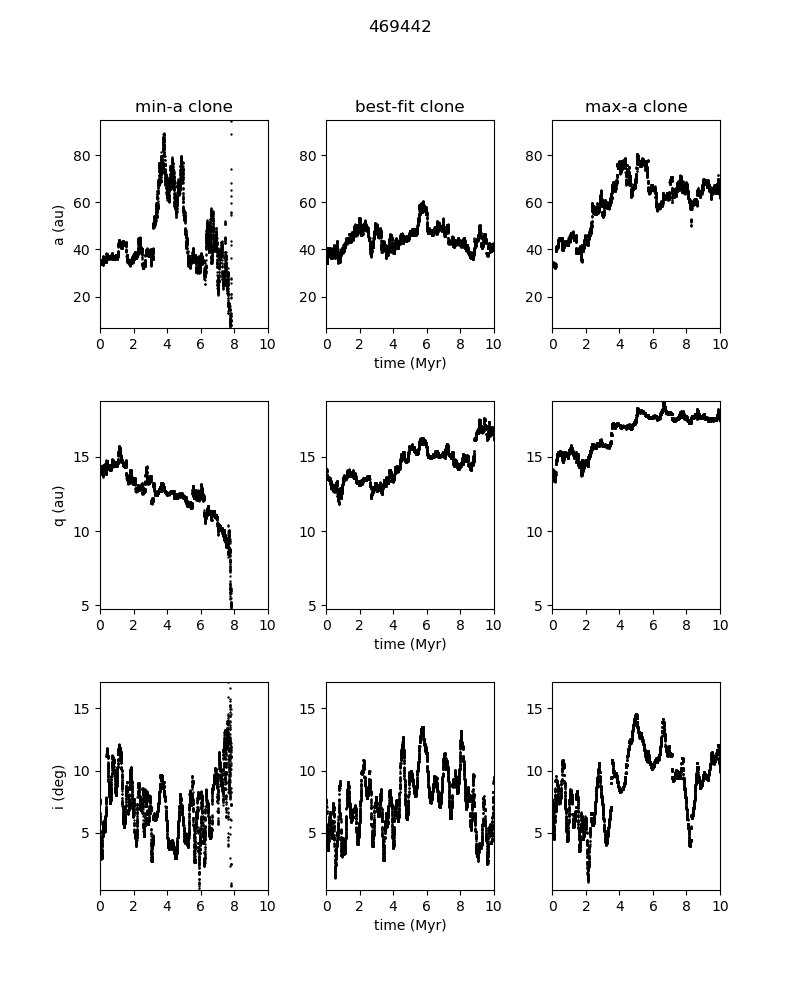 469442
min-a clone best-fit clone max-a clone
80 80 80
60 60 60
a (au)
40 40 40
20 20 20
0 2 4 6 8 10 0 2 4 6 8 10 0 2 4 6 8 10
time (Myr)
15 15 15
q (au)
10 10 10
5 5 5
0 2 4 6 8 10 0 2 4 6 8 10 0 2 4 6 8 10
time (Myr)
15 15 15
10 10 10
i (deg)
5 5 5
0 2 4 6 8 10 0 2 4 6 8 10 0 2 4 6 8 10
time (Myr)